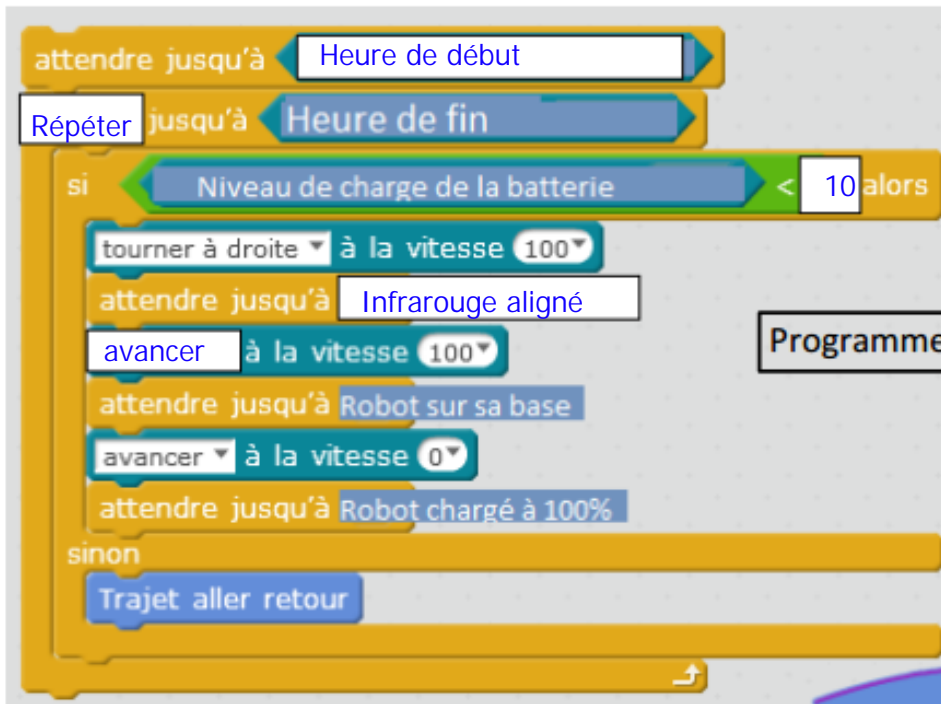 attendre jusqu'à Heure de début
Répéter jusqu'à Heure de fin
si Niveau de charge de la batterie < 10 alors
tourner à droite à la vitesse 100
attendre jusqu'à Infrarouge aligné
avancer à la vitesse 100
Programme
attendre jusqu'à Robot sur sa base
avancer à la vitesse 0
attendre jusqu'à Robot chargé à 100%
sinon
Trajet aller retour